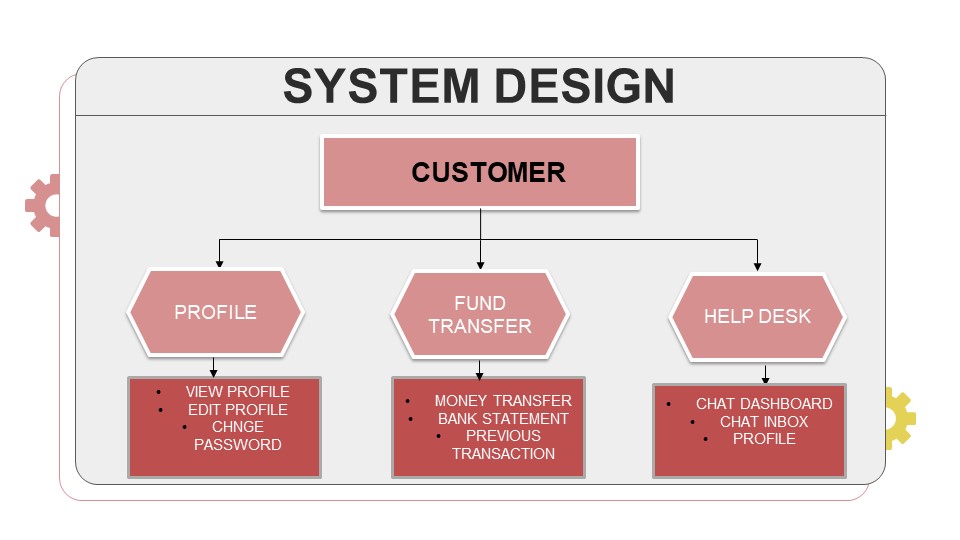 SYSTEM DESIGN
CUSTOMER
PROFILE
FUND
TRANSFER
HELP DESK
• VIEW PROFILE
• EDIT PROFILE
• CHNGE
PASSWORD
• MONEY TRANSFER
• BANK STATEMENT
• PREVIOUS
TRANSACTION
• CHAT DASHBOARD
• CHAT INBOX
• PROFILE